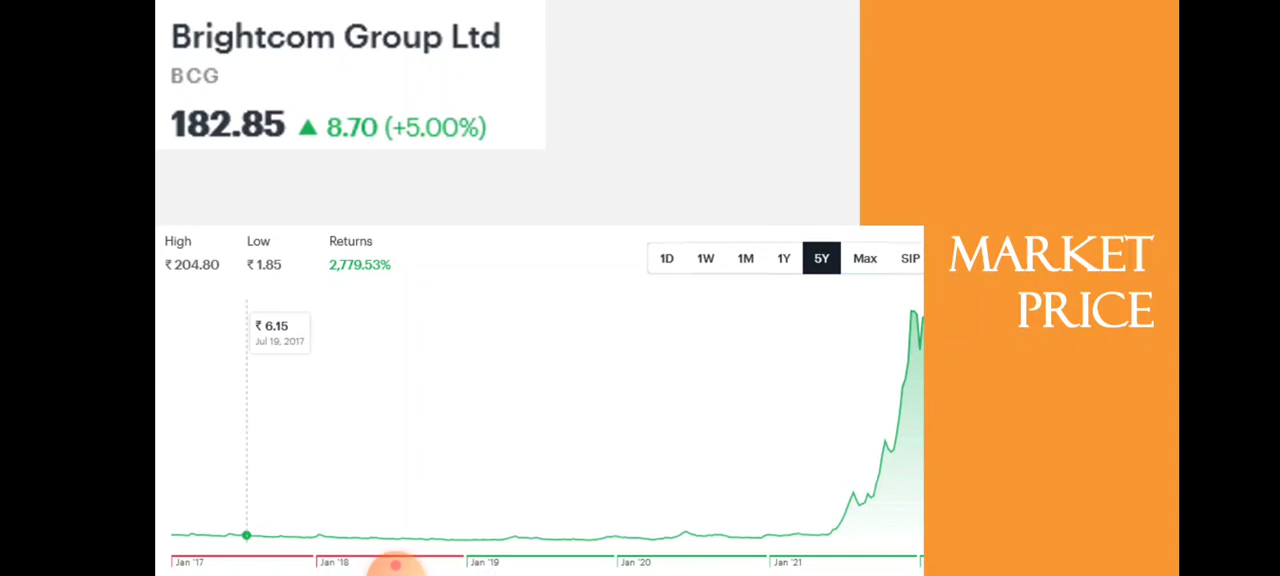 Brightcom Group Ltd
BCG
182.85 ▲ 8.70 (+5.00%)
High Low Returns
₹ 204.80 ₹ 1.85 2,779.53%
1D 1W 1M 1Y 5Y Max SIP
MARKET
PRICE
₹ 6.15
Jul 19, 2017
Jan '17 Jan '18 Jan '19 Jan '20 Jan '21